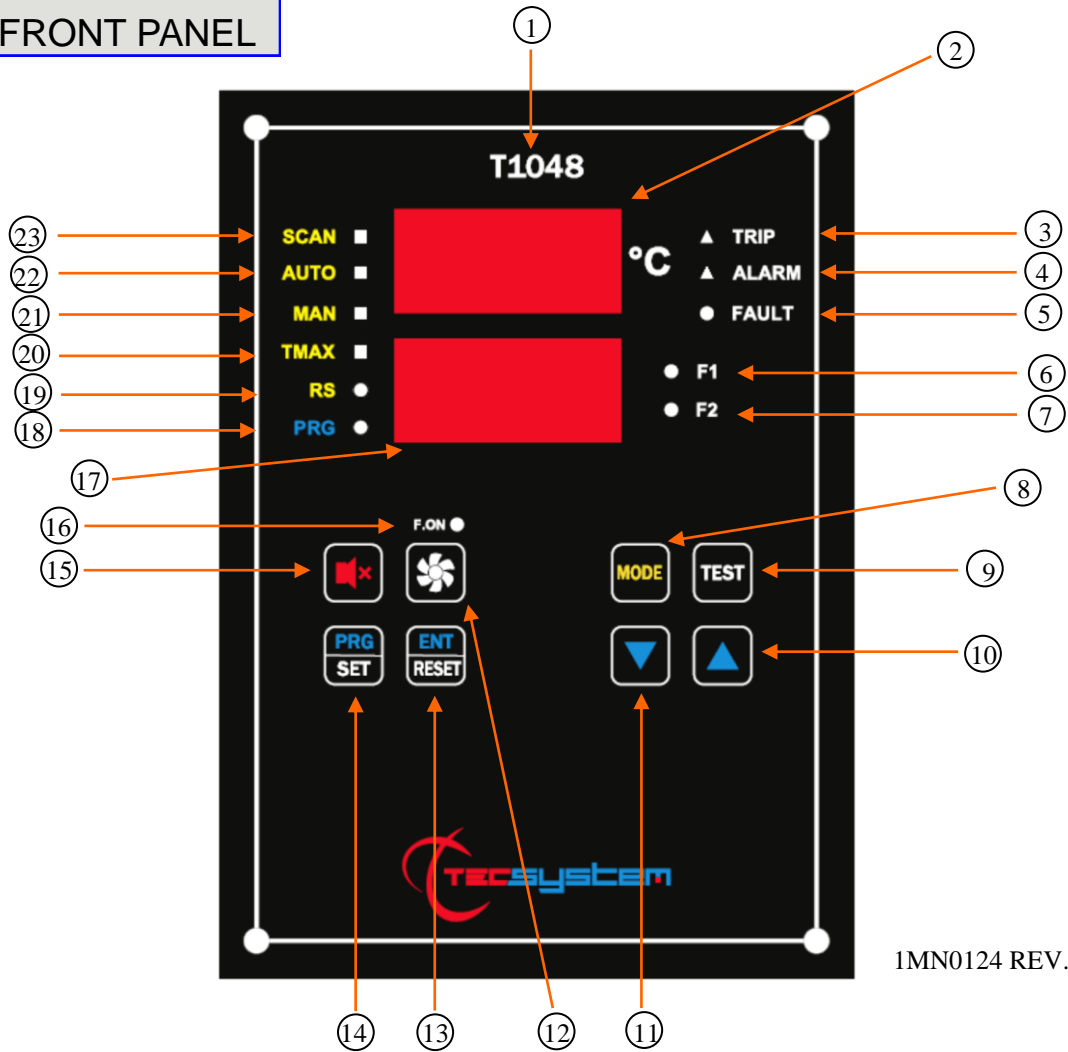 FRONT PANEL
1
2
T1048
23
SCAN
°C
TRIP
3
22
AUTO
ALARM
4
21
MAN
FAULT
5
20
TMAX
19
RS
F1
6
18
PRG
F2
7
17
8
16
F.ON
15
MODE
TEST
9
PRG
SET
ENT
RESET
10
TECSYSTEM
1MN0124 REV.
14
13
12
11